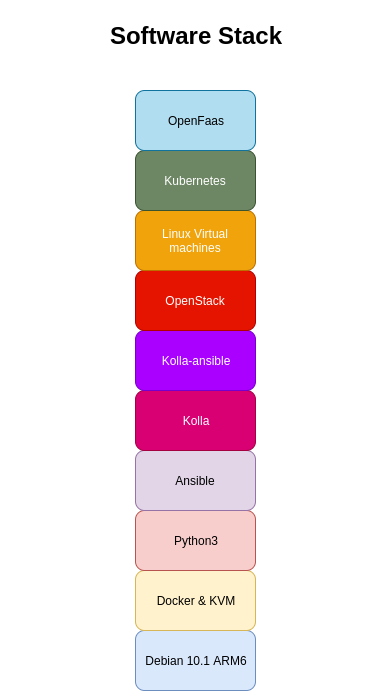 Software Stack
OpenFaas
Kubernetes
Linux Virtual
machines
OpenStack
Kolla-ansible
Kolla
Ansible
Python3
Docker & KVM
Debian 10.1 ARM6